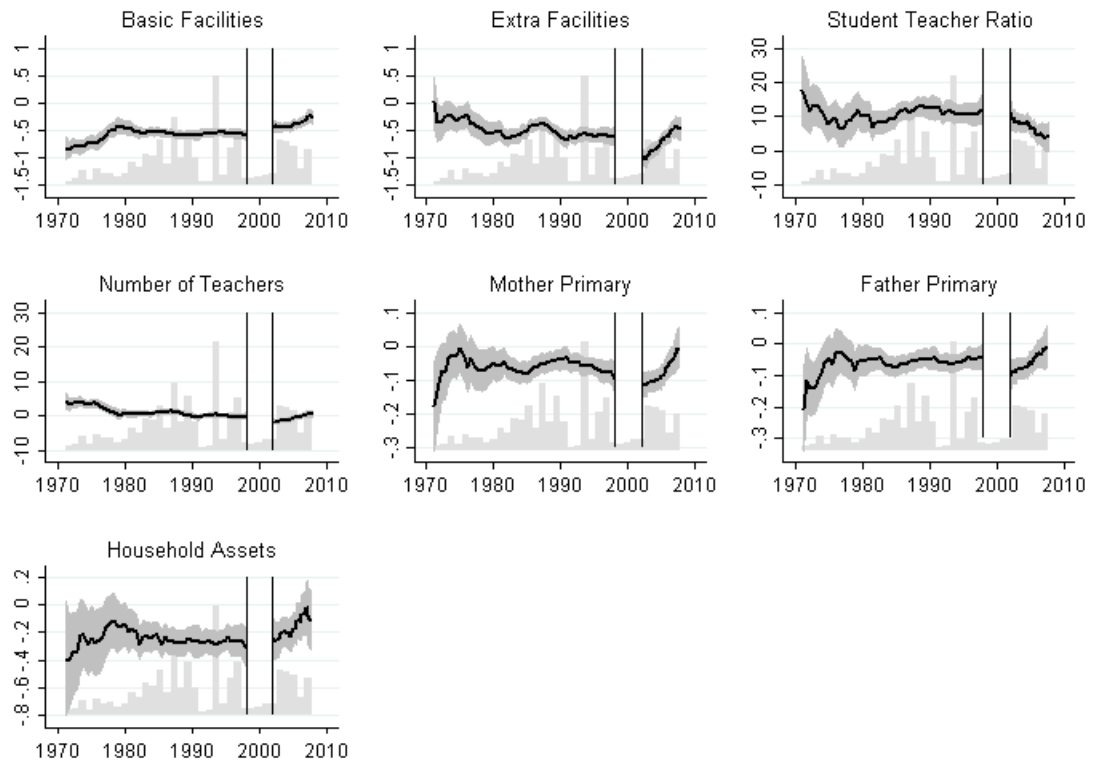 Basic Facilities
1
.5
0
-.5
-1
-1.5
1970 1980 1990 2000 2010
Extra Facilities
1
.5
0
-.5
-1
-1.5
1970 1980 1990 2000 2010
Student Teacher Ratio
30
20
10
0
-10
1970 1980 1990 2000 2010
Number of Teachers
30
20
10
0
-10
1970 1980 1990 2000 2010
Mother Primary
.1
0
-.1
-.2
-.3
1970 1980 1990 2000 2010
Father Primary
.1
0
-.1
-.2
-.3
1970 1980 1990 2000 2010
Household Assets
.2
0
-.2
-.4
-.6
-.8
1970 1980 1990 2000 2010